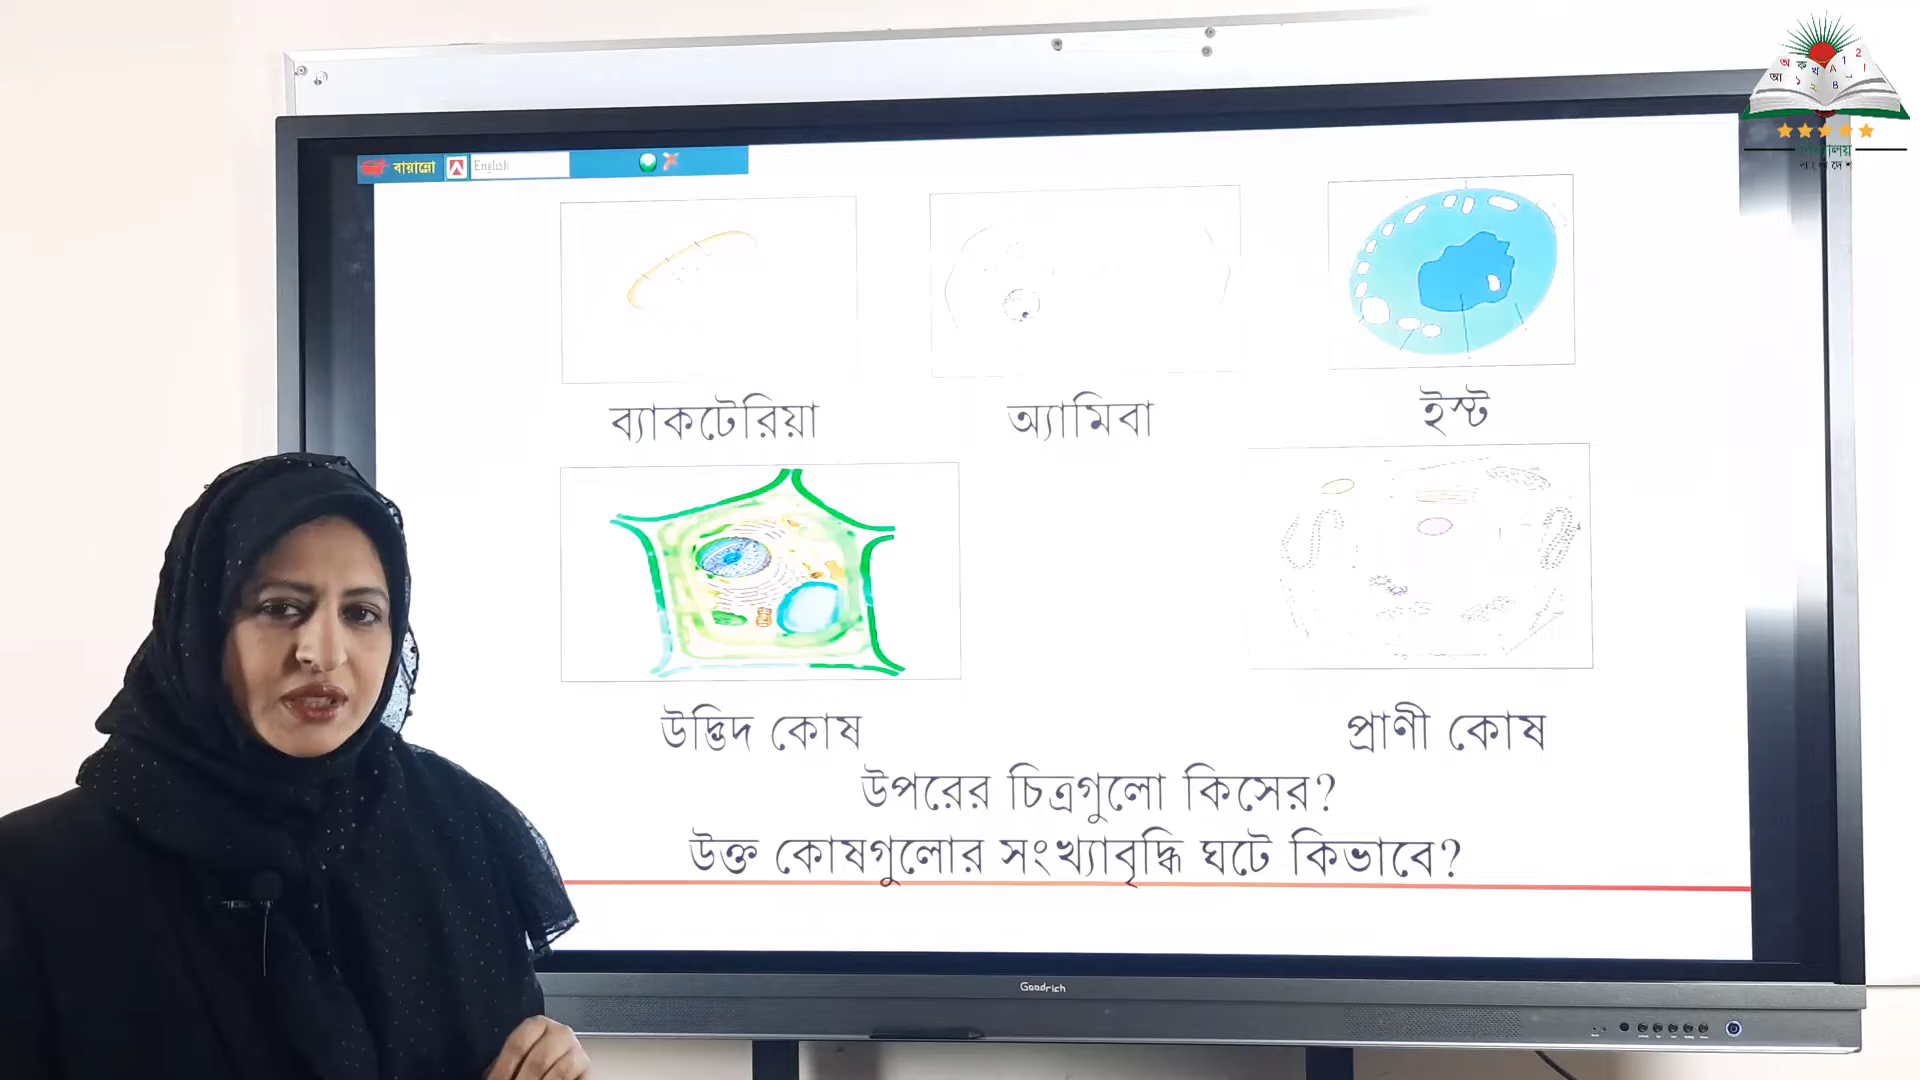 বায়ান্নো English
ব্যাকটেরিয়া অ্যামিবা ইস্ট
উদ্ভিদ কোষ প্রাণী কোষ
উপরের চিত্রগুলো কিসের?
উক্ত কোষগুলোর সংখ্যাবৃদ্ধি ঘটে কিভাবে?
Goodrich